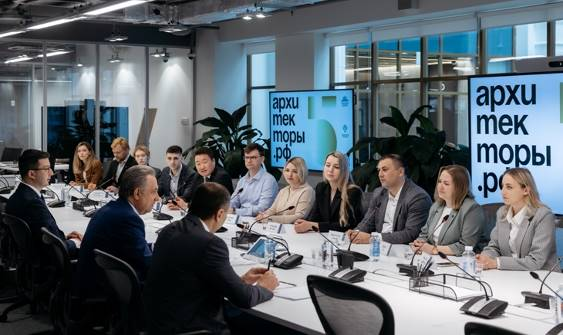 архи
тек
торы
.рф
архи
тек
торы
.рф